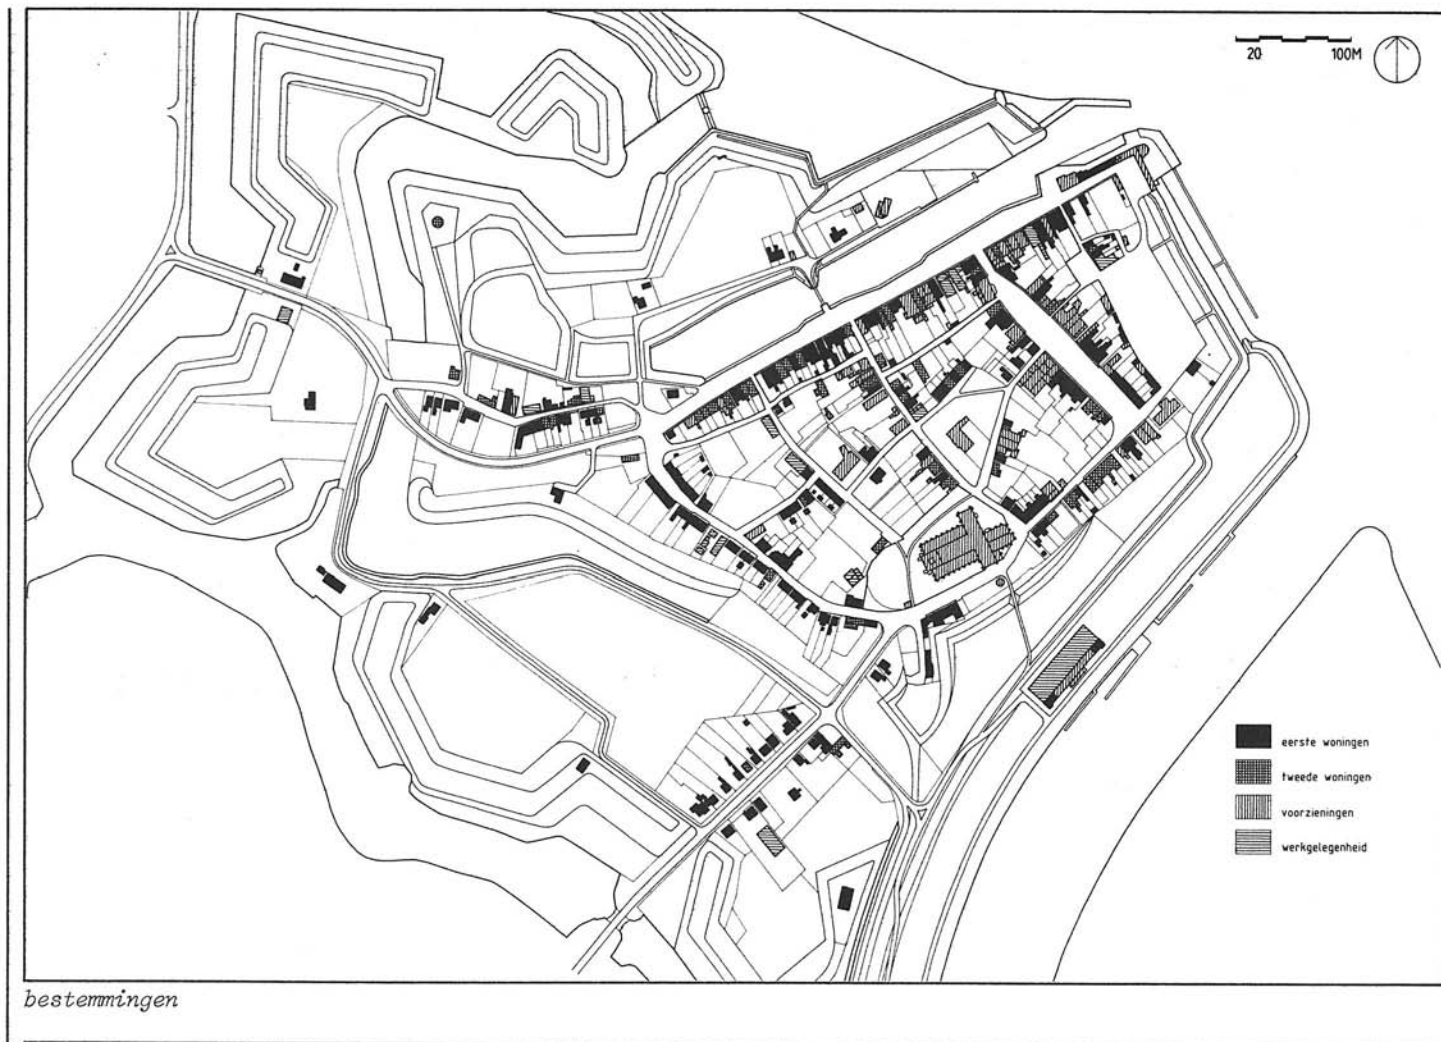 20 100M
eerste woningen
tweede woningen
voorzieningen
werkgelegenheid
bestemmingen